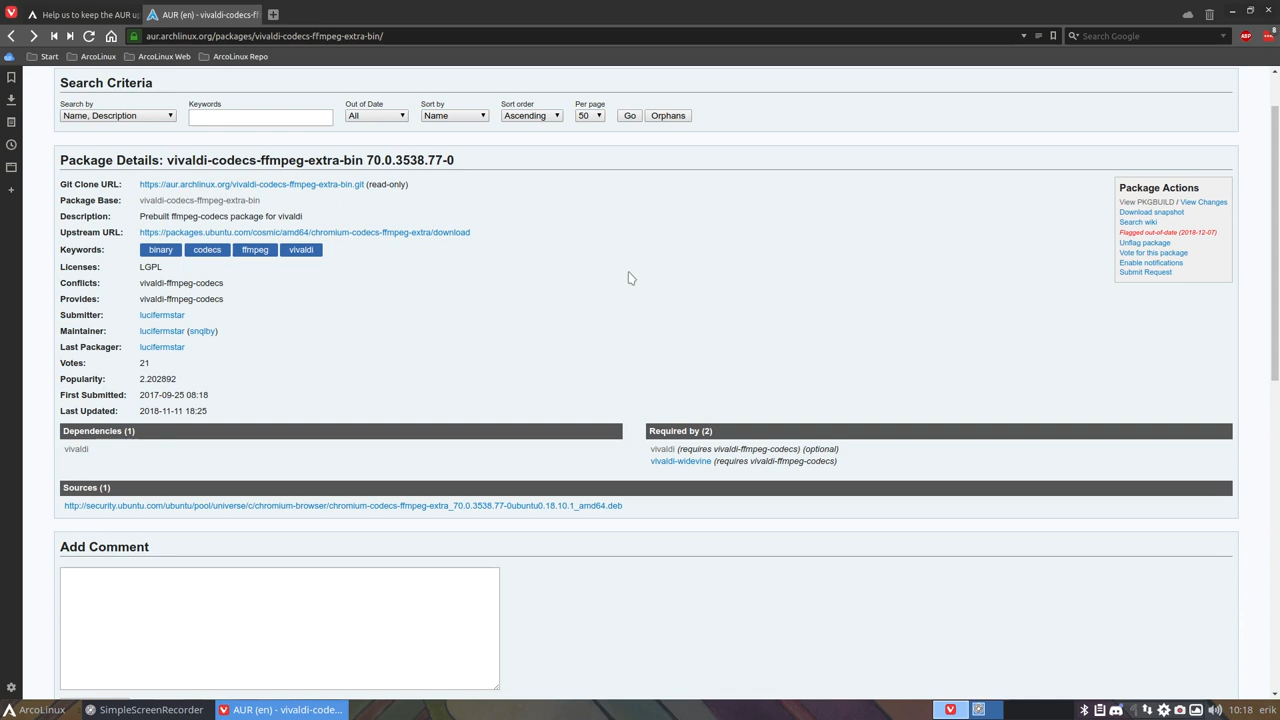 Help us to keep the AUR u
AUR (en) - vivaldi-codecs-ff
aur.archlinux.org/packages/vivaldi-codecs-ffmpeg-extra-bin/
Search Google
ABP
Start
ArcoLinux
ArcoLinux Web
ArcoLinux Repo
Search Criteria
Search by
Keywords
Out of Date
Sort by
Sort order
Per page
Name, Description
All
Name
Ascending
50
Go
Orphans
Package Details: vivaldi-codecs-ffmpeg-extra-bin 70.0.3538.77-0
Git Clone URL: https://aur.archlinux.org/vivaldi-codecs-ffmpeg-extra-bin.git (read-only)
Package Base: vivaldi-codecs-ffmpeg-extra-bin
Description: Prebuilt ffmpeg-codecs package for vivaldi
Upstream URL: https://packages.ubuntu.com/cosmic/amd64/chromium-codecs-ffmpeg-extra/download
Keywords: binary codecs ffmpeg vivaldi
Licenses: LGPL
Conflicts: vivaldi-ffmpeg-codecs
Provides: vivaldi-ffmpeg-codecs
Submitter: lucifermstar
Maintainer: lucifermstar (snqlby)
Last Packager: lucifermstar
Votes: 21
Popularity: 2.202892
First Submitted: 2017-09-25 08:18
Last Updated: 2018-11-11 18:25
Package Actions
View PKGBUILD / View Changes
Download snapshot
Search wiki
Flagged out-of-date (2018-12-07)
Unflag package
Vote for this package
Enable notifications
Submit Request
Dependencies (1)
vivaldi
Required by (2)
vivaldi (requires vivaldi-ffmpeg-codecs) (optional)
vivaldi-widevine (requires vivaldi-ffmpeg-codecs)
Sources (1)
http://security.ubuntu.com/ubuntu/pool/universe/c/chromium-browser/chromium-codecs-ffmpeg-extra_70.0.3538.77-0ubuntu0.18.10.1_amd64.deb
Add Comment
ArcoLinux
SimpleScreenRecorder
AUR (en) - vivaldi-code...
10:18
erik